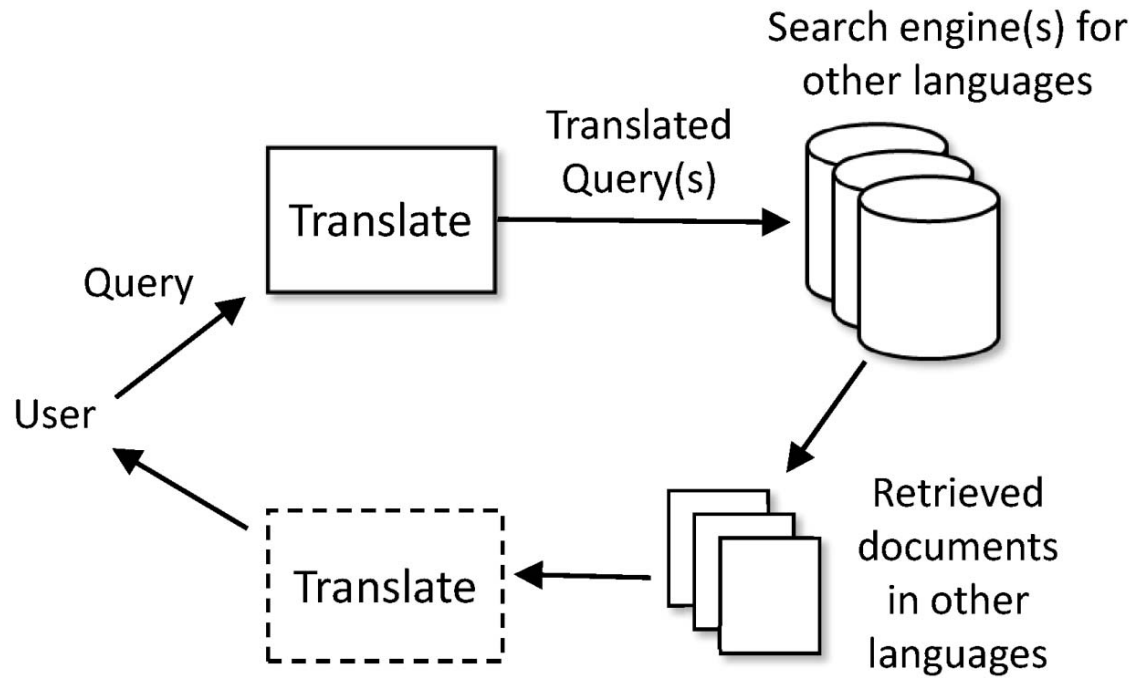 Search engine(s) for
other languages
Translated
Query(s)
Translate
Query
User
Retrieved
documents
in other
languages
Translate